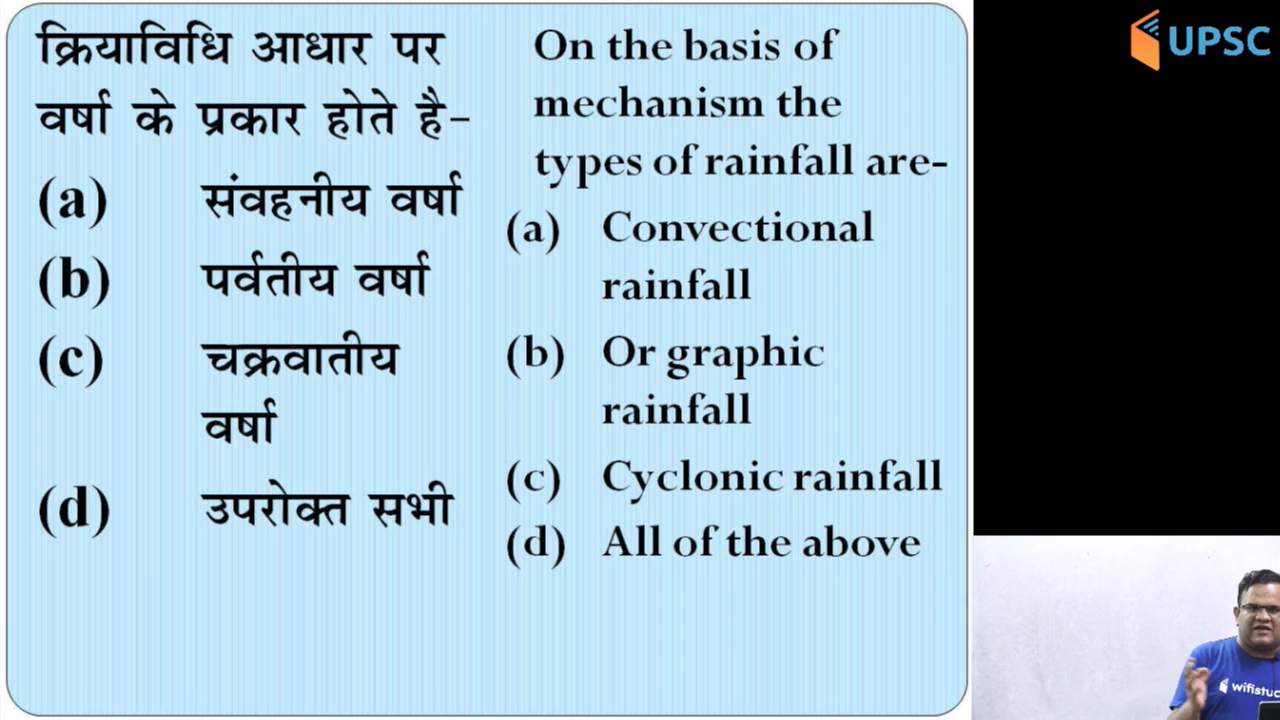 क्रियाविधि आधार पर
वर्षा के प्रकार होते है-
(a) संवहनीय वर्षा
(b) पर्वतीय वर्षा
(c) चक्रवातीय
वर्षा
(d) उपरोक्त सभी
On the basis of
mechanism the
types of rainfall are-
(a) Convectional
rainfall
(b) Or graphic
rainfall
(c) Cyclonic rainfall
(d) All of the above
UPSC
wifistud